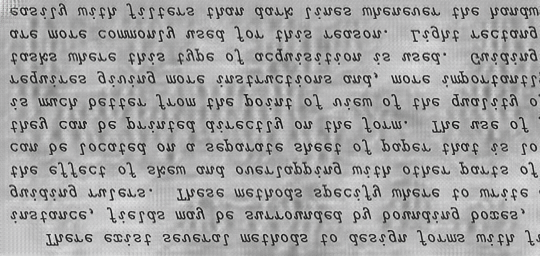 There exist several methods to design forms with
instance, fields may be surrounded by bounding boxes,
guiding rulers. These methods specify where to write
the effect of skew and overlapping with other parts of
can be located on a separate sheet of paper that is lo
they can be printed directly on the form. The use of
is much better from the point of view of the quality o
requires giving more instructions and, more importantly
tasks where this type of acquisition is used. Guiding
are more commonly used for this reason. Light rectang
easily with filters than dark lines whenever the handw